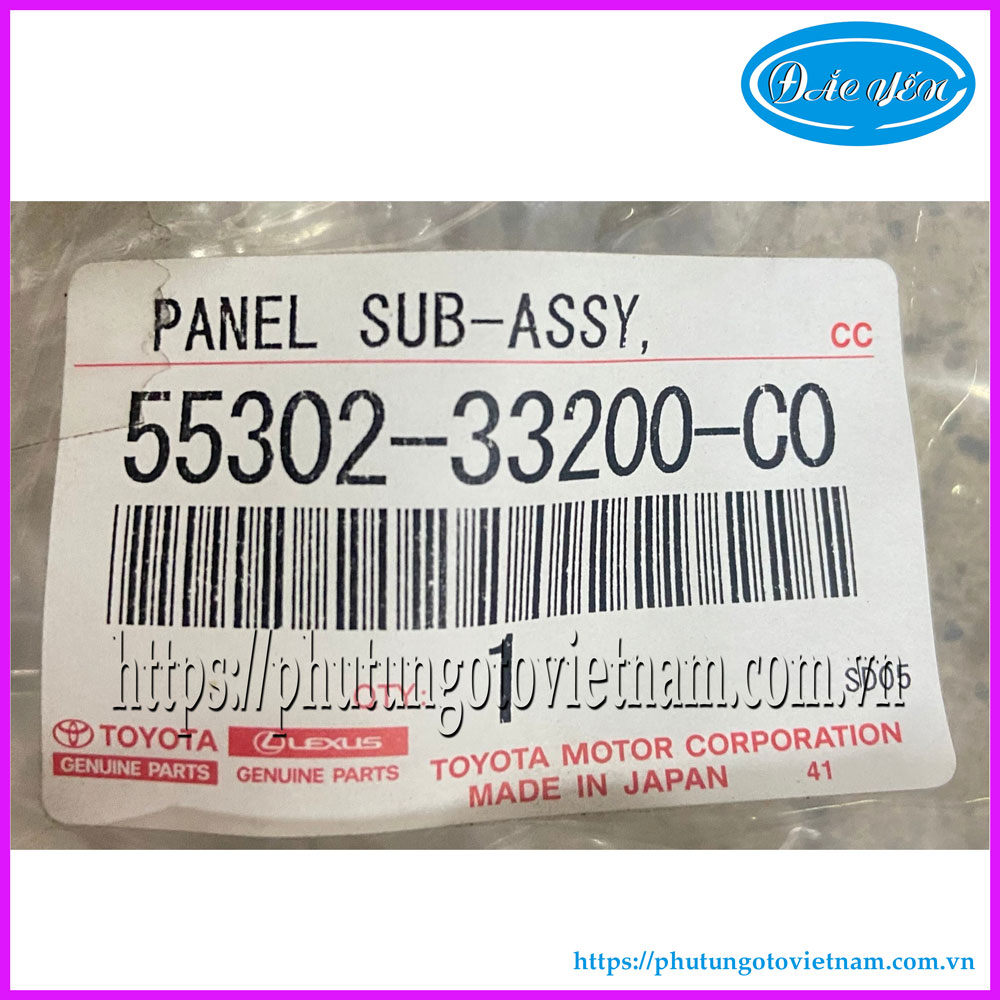 ĐẮC YẾN
PANEL SUB-ASSY,
CC
55302-33200-C0
https://phutungotovietnam.com.vn
QTY: 1
SD05
TOYOTA
GENUINE PARTS
LEXUS
GENUINE PARTS
TOYOTA MOTOR CORPORATION
MADE IN JAPAN 41
https://phutungotovietnam.com.vn